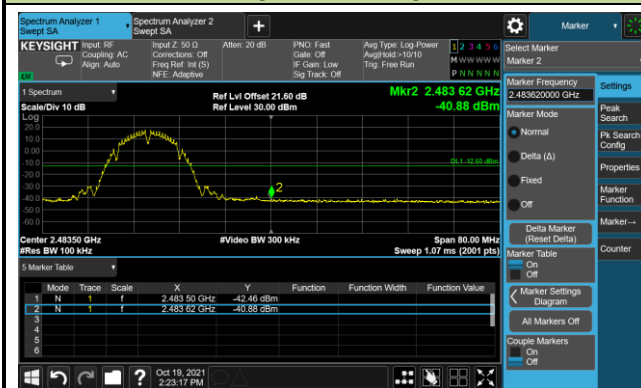 Spectrum Analyzer 1
Swept SA
Spectrum Analyzer 2
Swept SA
+
Marker
KEYSIGHT
Input: RF
Coupling: AC
Align: Auto
Input Z: 50 Ω
Corrections: Off
Freq Ref: Int (S)
NFE: Adaptive
Atten: 20 dB
PNO: Fast
Gate: Off
IF Gain: Low
Sig Track: Off
Avg Type: Log-Power
Avg|Hold:>10/10
Trig: Free Run
1 2 3 4 5 6
M W W W W W
P N N N N N
Select Marker
Marker 2
Marker Frequency
2.483620000 GHz
Settings
Peak
Search
Pk Search
Config
Properties
Marker
Function
Marker→
Counter
Marker Mode
Normal
Delta (Δ)
Fixed
Off
Delta Marker
(Reset Delta)
Marker Table
On
Off
Marker Settings
Diagram
All Markers Off
Couple Markers
On
Off
1 Spectrum
Scale/Div 10 dB
Ref Lvl Offset 21.60 dB
Ref Level 30.00 dBm
Mkr2 2.483 62 GHz
-40.88 dBm
Log
20.0
10.0
0.00
-10.0
-20.0
-30.0
-40.0
-50.0
-60.0
2
Center 2.48350 GHz
#Res BW 100 kHz
#Video BW 300 kHz
Span 80.00 MHz
Sweep 1.07 ms (2001 pts)
5 Marker Table
Mode Trace Scale X Y Function Function Width Function Value
1 N 1 f 2.483 50 GHz -42.46 dBm
2 N 1 f 2.483 62 GHz -40.88 dBm
3
4
5
6
?
Oct 19, 2021
2:23:17 PM